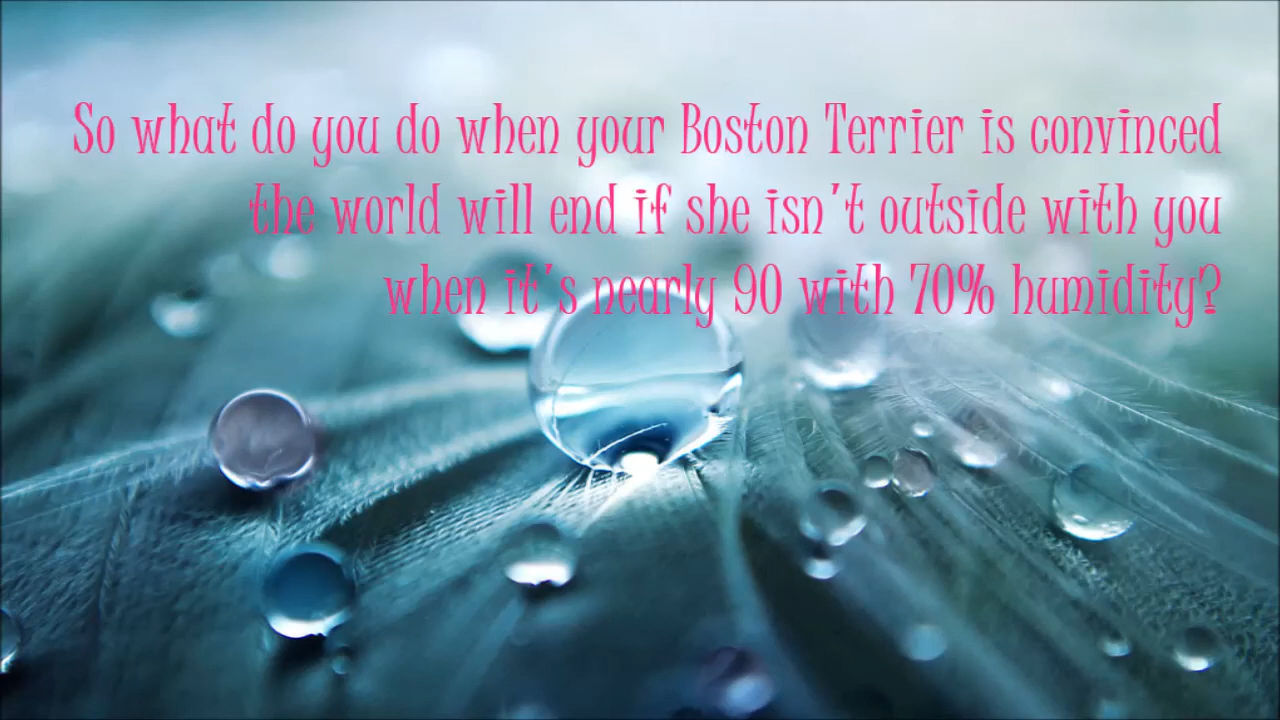 So what do you do when your Boston Terrier is convinced
the world will end if she isn't outside with you
when it's nearly 90 with 70% humidity?